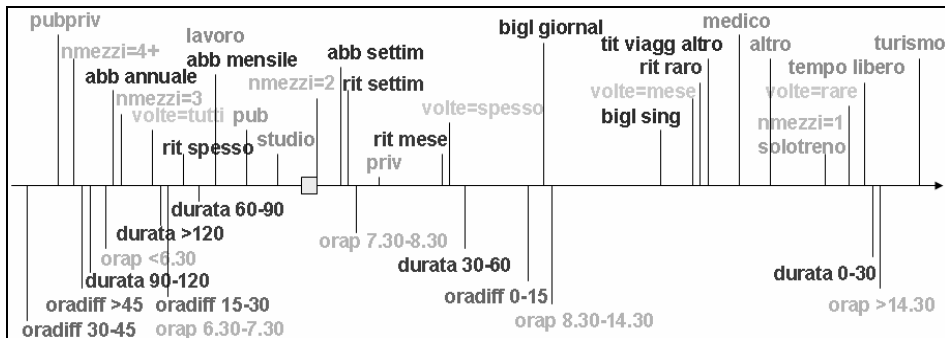 pubpriv
nmezzi=4+
abb annuale
nmezzi=3
volte=tutti
rit spesso
lavoro
abb mensile
pub
studio
nmezzi=2
abb settim
rit settim
priv
rit mese
volte=spesso
bigl giornal
tit viagg altro
rit raro
volte=mese
bigl sing
medico
altro
tempo libero
volte=rare
nmezzi=1
solotreno
turismo
durata 60-90
durata >120
orap <6.30
durata 90-120
oradiff >45
oradiff 15-30
oradiff 30-45
orap 6.30-7.30
orap 7.30-8.30
durata 30-60
oradiff 0-15
orap 8.30-14.30
durata 0-30
orap >14.30